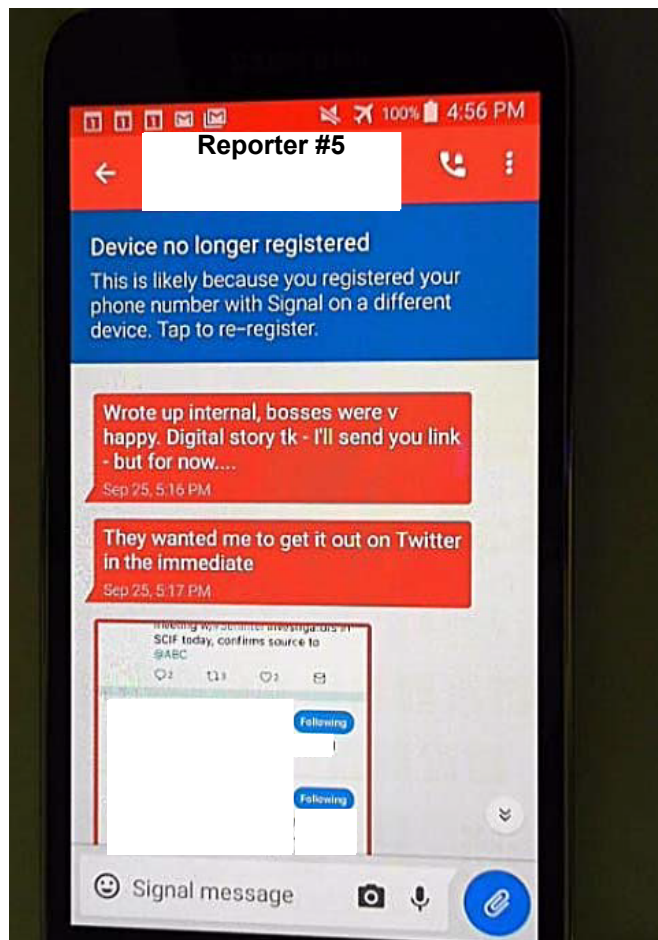 100% 4:56 PM
Reporter #5
Device no longer registered
This is likely because you registered your
phone number with Signal on a different
device. Tap to re-register.
Wrote up internal, bosses were v
happy. Digital story tk - I'll send you link
- but for now....
Sep 25, 5:16 PM
They wanted me to get it out on Twitter
in the immediate
Sep 25, 5:17 PM
meeting
SCIF today, confirms source to
@ABC
Following
Following
Signal message